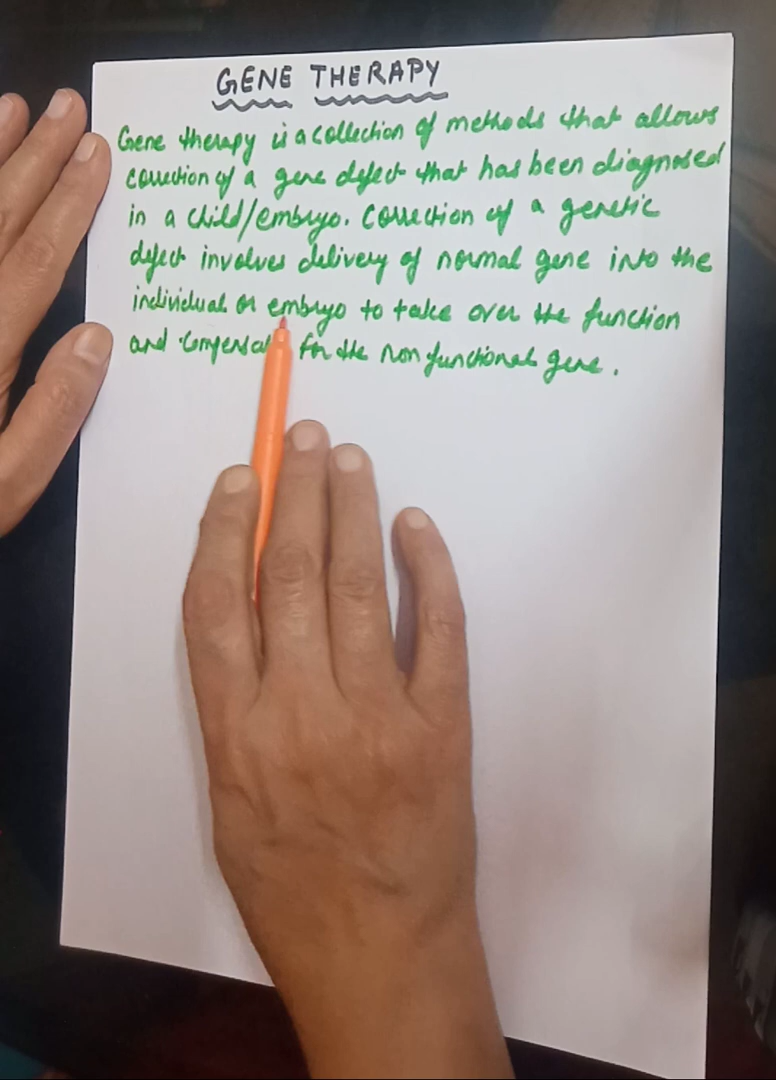 GENE THERAPY
Gene therapy is a collection of methods that allows
correction of a gene defect that has been diagnosed
in a child/embryo. Correction of a genetic
defect involves delivery of normal gene into the
individual or embryo to take over the function
and for the non functional gene.